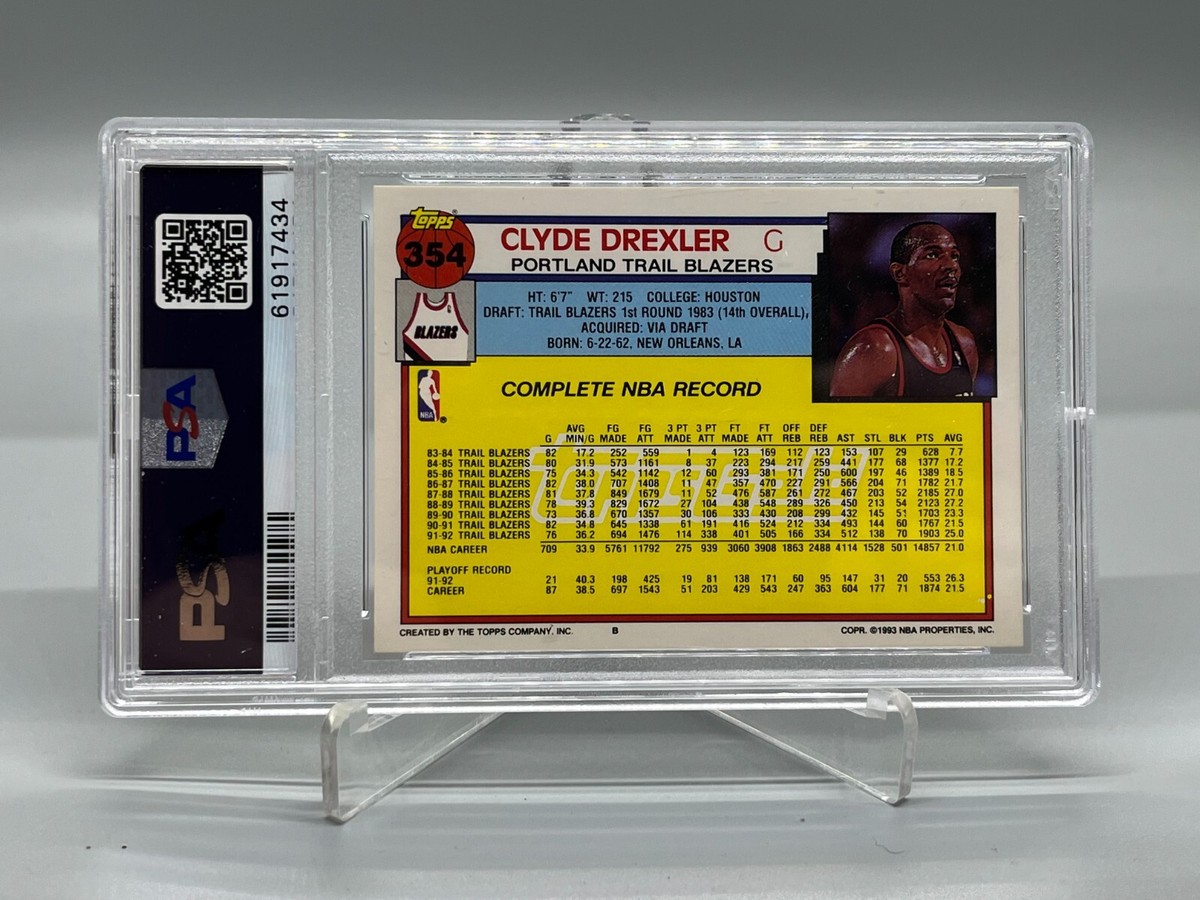 61917434
PSA
PSA
Topps
354
CLYDE DREXLER G
PORTLAND TRAIL BLAZERS
BLAZERS
HT: 6'7" WT: 215 COLLEGE: HOUSTON
DRAFT: TRAIL BLAZERS 1st ROUND 1983 (14th OVERALL),
ACQUIRED: VIA DRAFT
BORN: 6-22-62, NEW ORLEANS, LA
NBA
COMPLETE NBA RECORD
AVG FG FG 3 PT 3 PT FT FT OFF DEF
G MIN/G MADE ATT MADE ATT MADE ATT REB REB AST STL BLK PTS AVG
83-84 TRAIL BLAZERS 82 17.2 252 559 1 4 123 169 112 123 153 107 29 628 7.7
84-85 TRAIL BLAZERS 80 31.9 573 1161 8 37 223 294 217 259 441 177 68 1377 17.2
85-86 TRAIL BLAZERS 75 34.3 542 1142 12 60 293 381 171 250 600 197 46 1389 18.5
86-87 TRAIL BLAZERS 82 38.0 707 1408 11 47 357 470 227 291 566 204 71 1782 21.7
87-88 TRAIL BLAZERS 81 37.8 849 1679 11 52 476 587 261 272 467 203 52 2185 27.0
88-89 TRAIL BLAZERS 78 39.3 829 1672 27 104 438 548 289 326 450 213 54 2123 27.2
89-90 TRAIL BLAZERS 73 36.8 670 1357 30 106 333 430 208 299 432 145 51 1703 23.3
90-91 TRAIL BLAZERS 82 34.8 645 1338 61 191 416 524 212 334 493 144 60 1767 21.5
91-92 TRAIL BLAZERS 76 36.2 694 1476 114 338 401 505 166 334 512 138 70 1903 25.0
NBA CAREER 709 33.9 5761 11792 275 939 3060 3908 1863 2488 4114 1528 501 14857 21.0
PLAYOFF RECORD
91-92 21 40.3 198 425 19 81 138 171 60 95 147 31 20 553 26.3
CAREER 87 38.5 697 1543 51 203 429 543 247 363 604 177 71 1874 21.5
CREATED BY THE TOPPS COMPANY, INC. B COPR. ©1993 NBA PROPERTIES, INC.